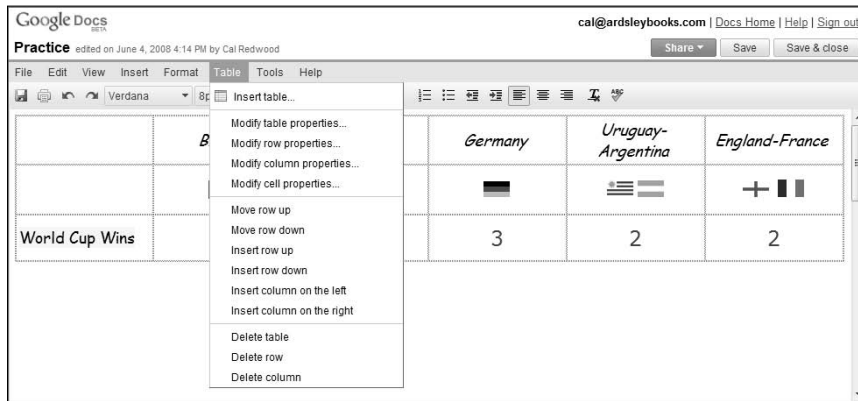 Google Docs
BETA
cal@ardsleybooks.com | Docs Home | Help | Sign out
Practice edited on June 4, 2008 4:14 PM by Cal Redwood
Share Save Save & close
File Edit View Insert Format Table Tools Help
Verdana 8p
Insert table...
Modify table properties...
Modify row properties...
Modify column properties...
Modify cell properties...
Move row up
Move row down
Insert row up
Insert row down
Insert column on the left
Insert column on the right
Delete table
Delete row
Delete column
B Germany Uruguay-
Argentina England-France
World Cup Wins 3 2 2